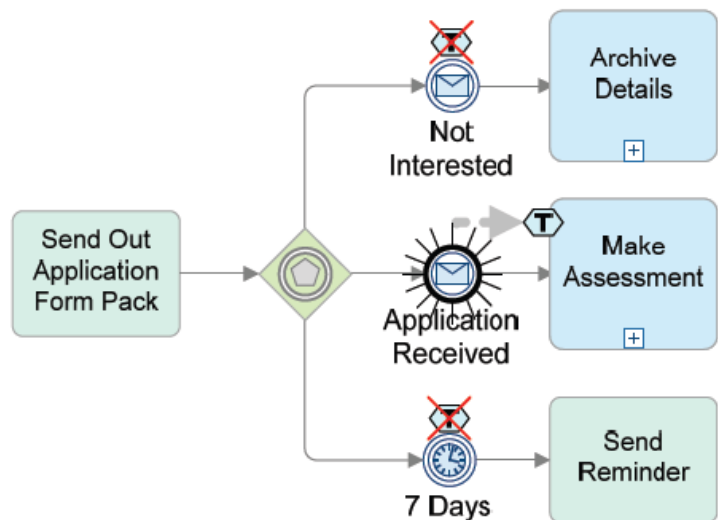 T
Archive
Details
Not
Interested
Send Out
Application
Form Pack
T
Make
Assessment
Application
Received
T
Send
Reminder
7 Days